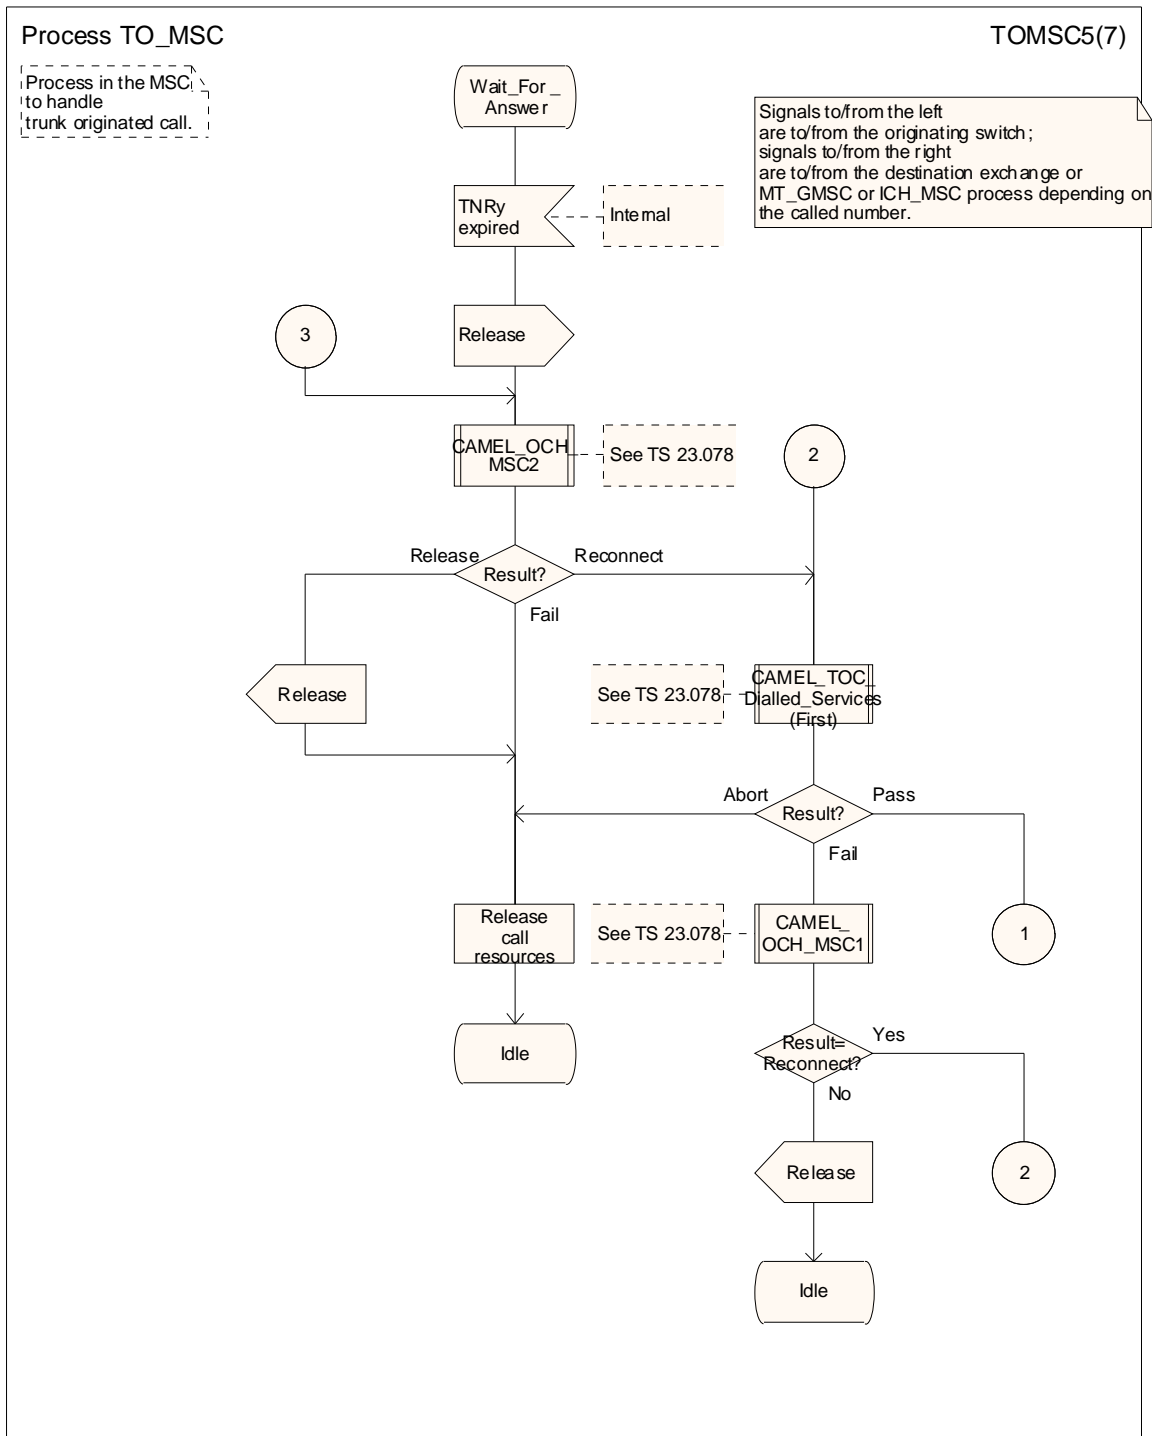 Process TO_MSC
TOMSC5(7)
Process in the MSC
to handle
trunk originated call.
Wait_For_
Answer
Signals to/from the left
are to/from the originating switch;
signals to/from the right
are to/from the destination exchange or
MT_GMSC or ICH_MSC process depending on
the called number.
TNRy
expired
Internal
3
Release
CAMEL_OCH_
MSC2
See TS 23.078
2
Release
Result?
Reconnect
Fail
Release
See TS 23.078
CAMEL_TOC_
Dialled_Services
(First)
Abort
Result?
Pass
Fail
Release
call
resources
See TS 23.078
CAMEL_
OCH_MSC1
1
Idle
Result=
Reconnect?
Yes
No
Release
2
Idle